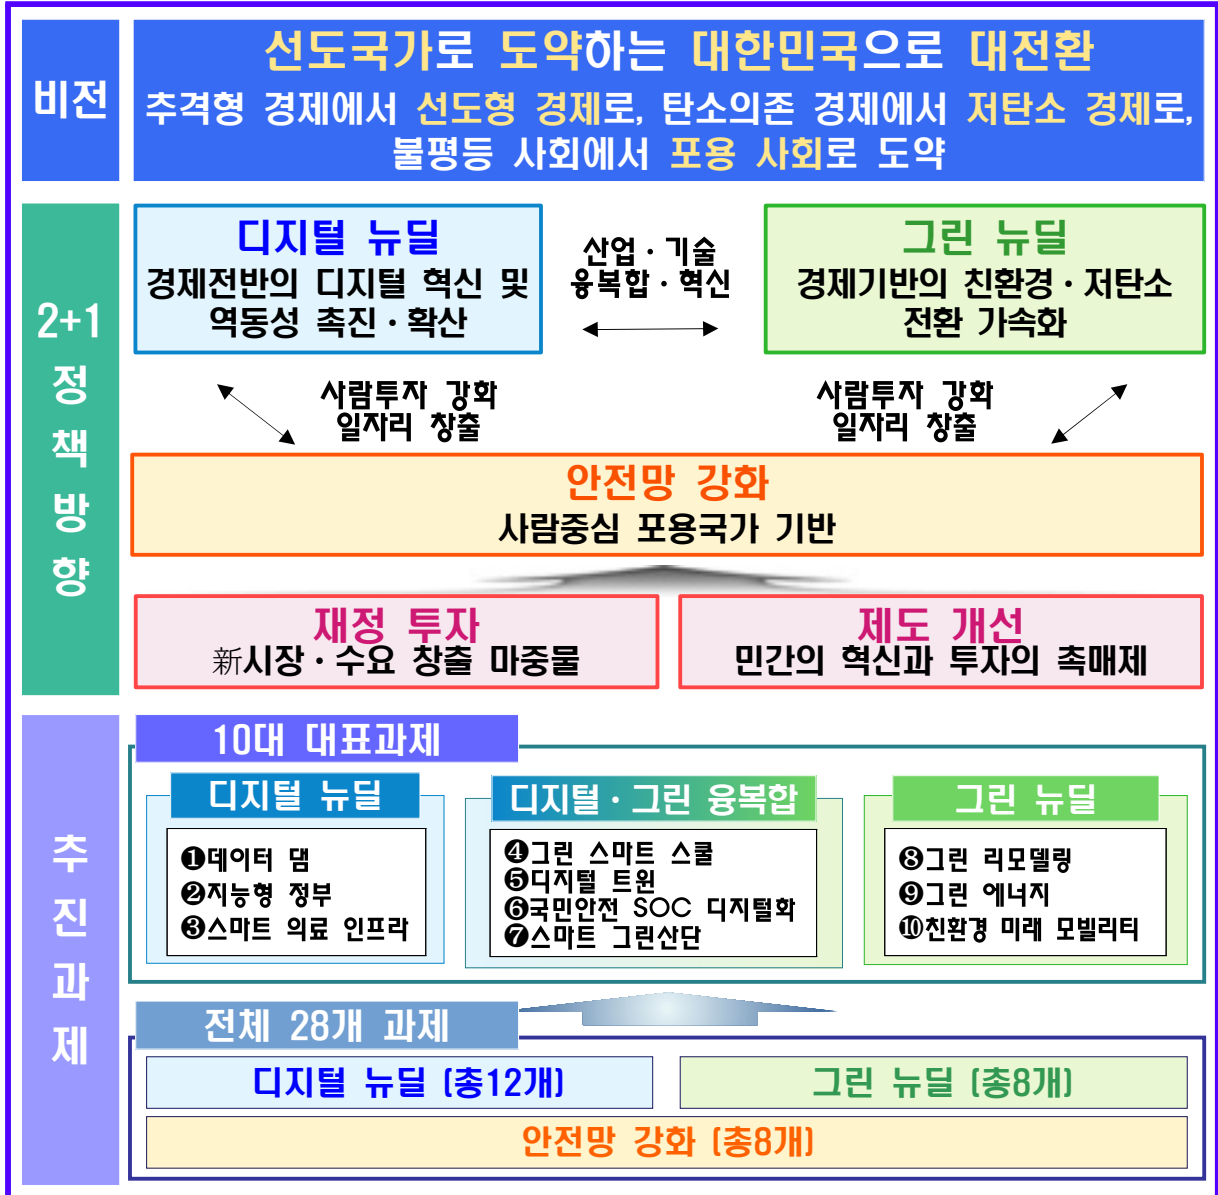 비전
선도국가로 도약하는 대한민국으로 대전환
추격형 경제에서 선도형 경제로, 탄소의존 경제에서 저탄소 경제로,
불평등 사회에서 포용 사회로 도약
2+1
정
책
방
향
디지털 뉴딜
경제전반의 디지털 혁신 및
역동성 촉진·확산
산업·기술
융복합·혁신
그린 뉴딜
경제기반의 친환경·저탄소
전환 가속화
사람투자 강화
일자리 창출
사람투자 강화
일자리 창출
안전망 강화
사람중심 포용국가 기반
재정 투자
新시장·수요 창출 마중물
제도 개선
민간의 혁신과 투자의 촉매제
추
진
과
제
10대 대표과제
디지털 뉴딜
❶데이터 댐
❷지능형 정부
❸스마트 의료 인프라
디지털·그린 융복합
❹그린 스마트 스쿨
❺디지털 트윈
❻국민안전 SOC 디지털화
❼스마트 그린산단
그린 뉴딜
❽그린 리모델링
❾그린 에너지
❿친환경 미래 모빌리티
전체 28개 과제
디지털 뉴딜 (총12개)
그린 뉴딜 (총8개)
안전망 강화 (총8개)